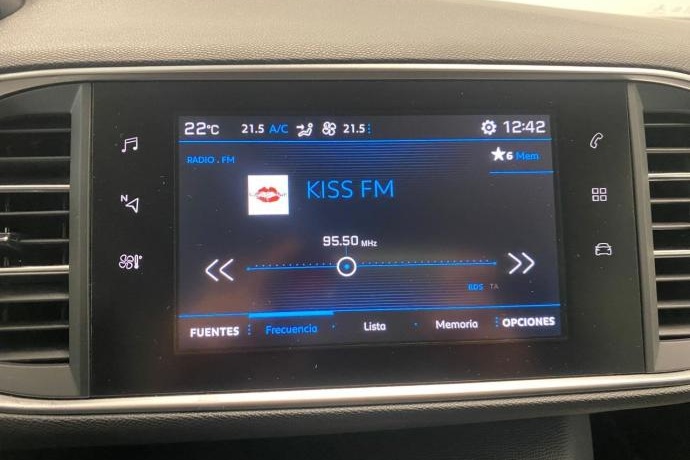 22°C 21.5 A/C 21.5 12:42
RADIO . FM 6 Mem
KISS FM
N
95.50 MHz
RDS TA
FUENTES Frecuencia Lista Memoria OPCIONES